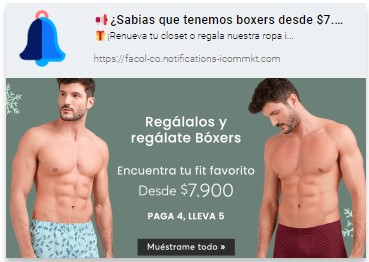 📢¿Sabias que tenemos boxers desde $7....
🎁¡Renueva tu closet o regala nuestra ropa i...
https://facol-co.notifications-icommkt.com
Regálalos y
regálate Bóxers
Encuentra tu fit favorito
Desde $7.900
PAGA 4, LLEVA 5
Muéstrame todo »